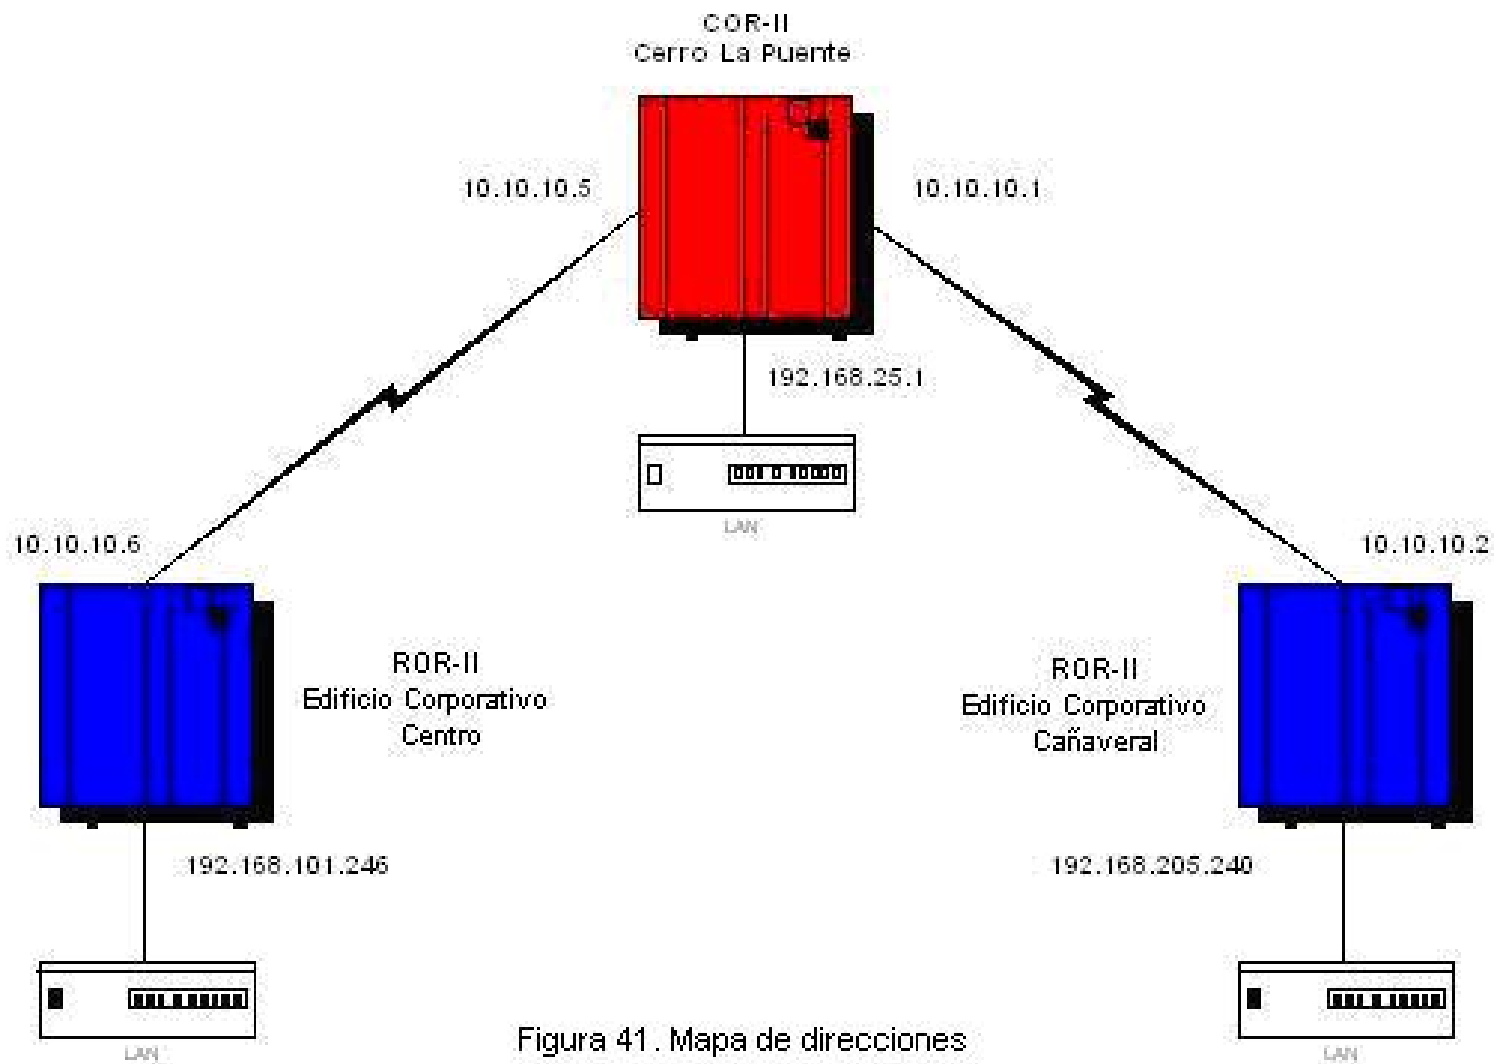 COR-II
Cerro La Puente
10.10.10.5
10.10.10.1
192.168.25.1
LAN
10.10.10.6
10.10.10.2
ROR-II
Edificio Corporativo
Centro
ROR-II
Edificio Corporativo
Cañaveral
192.168.101.246
192.168.205.240
LAN
LAN
Figura 41. Mapa de direcciones